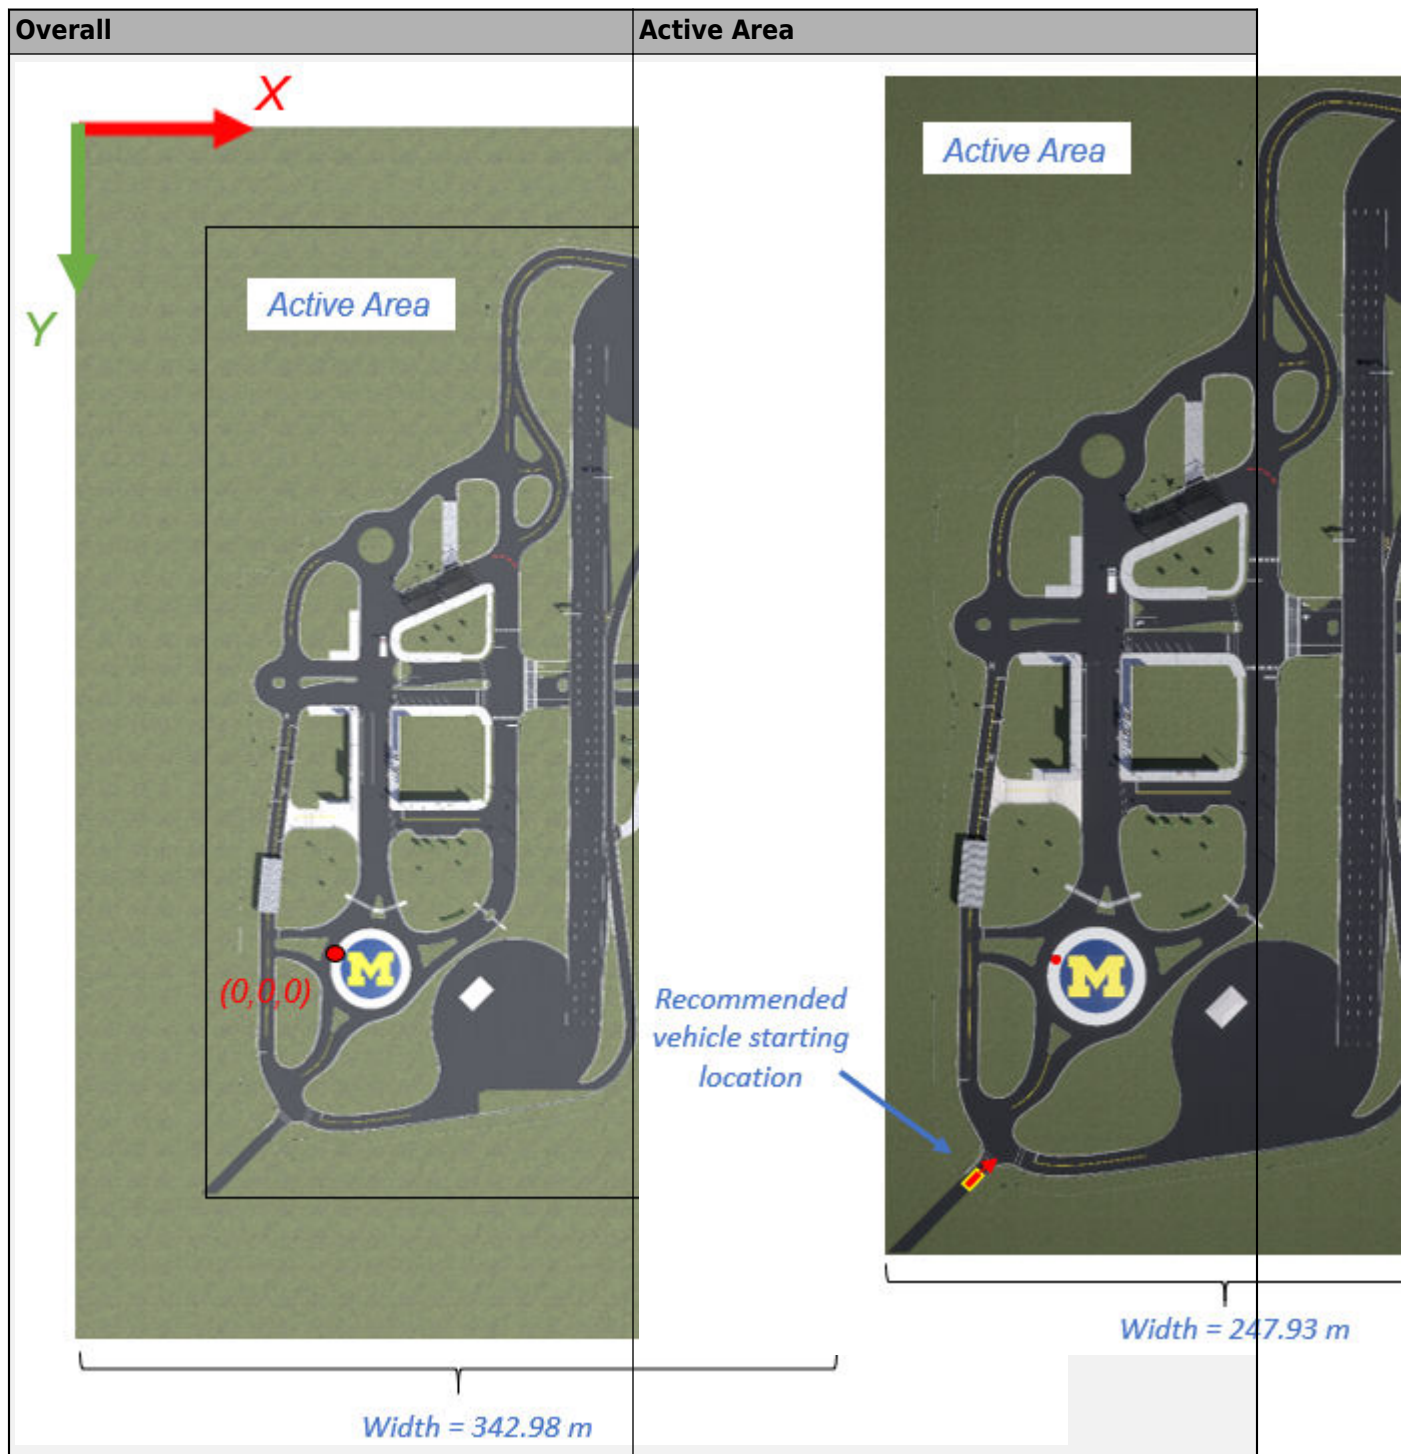 Overall
Active Area
X
Y
Active Area
M
(0,0,0)
Width = 342.98 m
Active Area
M
Recommended
vehicle starting
location
Width = 247.93 m